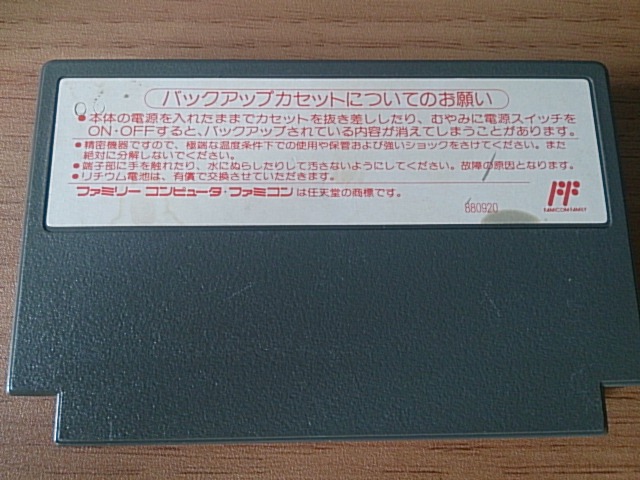 バックアップカセットについてのお願い
●本体の電源を入れたままでカセットを抜き差ししたり、むやみに電源スイッチを
ON・OFFすると、バックアップされている内容が消えてしまうことがあります。
●精密機器ですので、極端な温度条件下での使用や保管および強いショックをさけてください。また
絶対に分解しないでください。
●端子部に手を触れたり、水にぬらしたりして汚さないようにしてください。故障の原因となります。
●リチウム電池は、有償で交換させていただきます。
ファミリー コンピュータ・ファミコンは任天堂の商標です。
880920
FAMICOM FAMILY